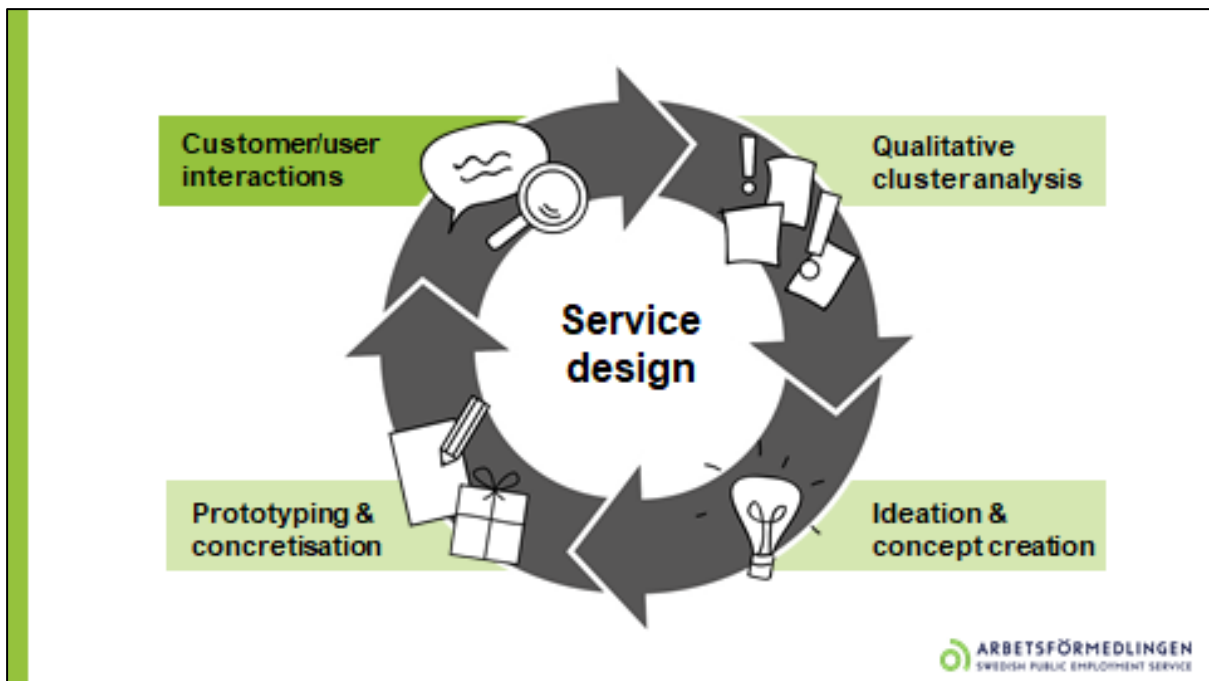 Customer/user
interactions
Qualitative
cluster analysis
Service
design
Prototyping &
concretisation
Ideation &
concept creation
ARBETSFÖRMEDLINGEN
SWEDISH PUBLIC EMPLOYMENT SERVICE